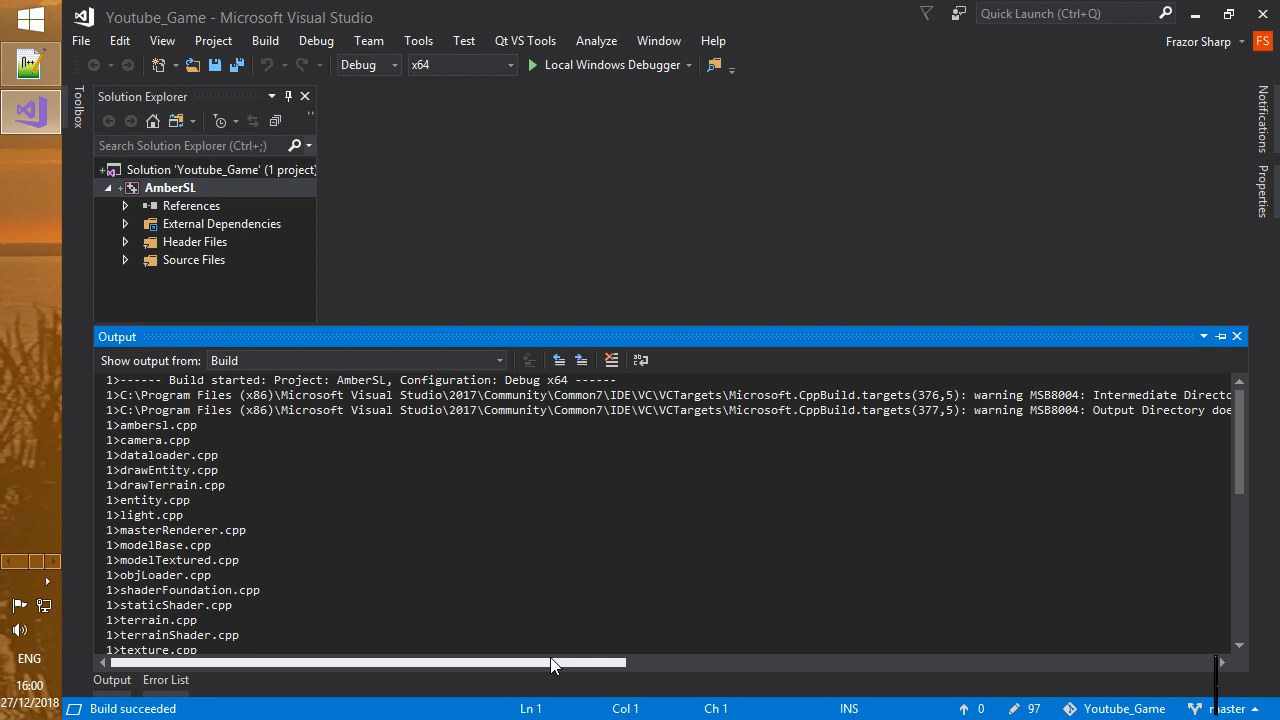 Youtube_Game - Microsoft Visual Studio
Quick Launch (Ctrl+Q)
File Edit View Project Build Debug Team Tools Test Qt VS Tools Analyze Window Help
Frazor Sharp
FS
Debug
x64
Local Windows Debugger
Toolbox
Solution Explorer
Search Solution Explorer (Ctrl+;)
Solution 'Youtube_Game' (1 project)
AmberSL
References
External Dependencies
Header Files
Source Files
Notifications
Properties
Output
Show output from: Build
1>------ Build started: Project: AmberSL, Configuration: Debug x64 ------
1>C:\Program Files (x86)\Microsoft Visual Studio\2017\Community\Common7\IDE\VC\VCTargets\Microsoft.CppBuild.targets(376,5): warning MSB8004: Intermediate Directo
1>C:\Program Files (x86)\Microsoft Visual Studio\2017\Community\Common7\IDE\VC\VCTargets\Microsoft.CppBuild.targets(377,5): warning MSB8004: Output Directory doe
1>ambersl.cpp
1>camera.cpp
1>dataloader.cpp
1>drawEntity.cpp
1>drawTerrain.cpp
1>entity.cpp
1>light.cpp
1>masterRenderer.cpp
1>modelBase.cpp
1>modelTextured.cpp
1>objLoader.cpp
1>shaderFoundation.cpp
1>staticShader.cpp
1>terrain.cpp
1>terrainShader.cpp
1>texture.cpp
Output Error List
Build succeeded
Ln 1 Col 1 Ch 1 INS
0 97 Youtube_Game master
ENG
16:00
27/12/2018